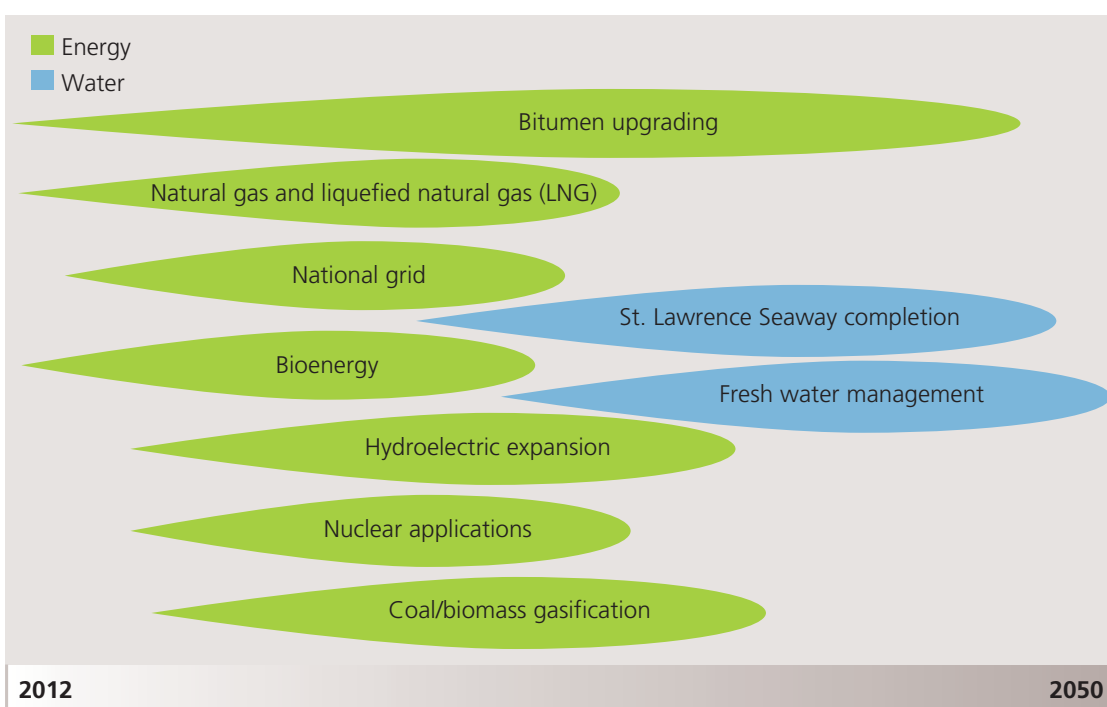 Energy
Water
Bitumen upgrading
Natural gas and liquefied natural gas (LNG)
National grid
St. Lawrence Seaway completion
Bioenergy
Fresh water management
Hydroelectric expansion
Nuclear applications
Coal/biomass gasification
2012
2050